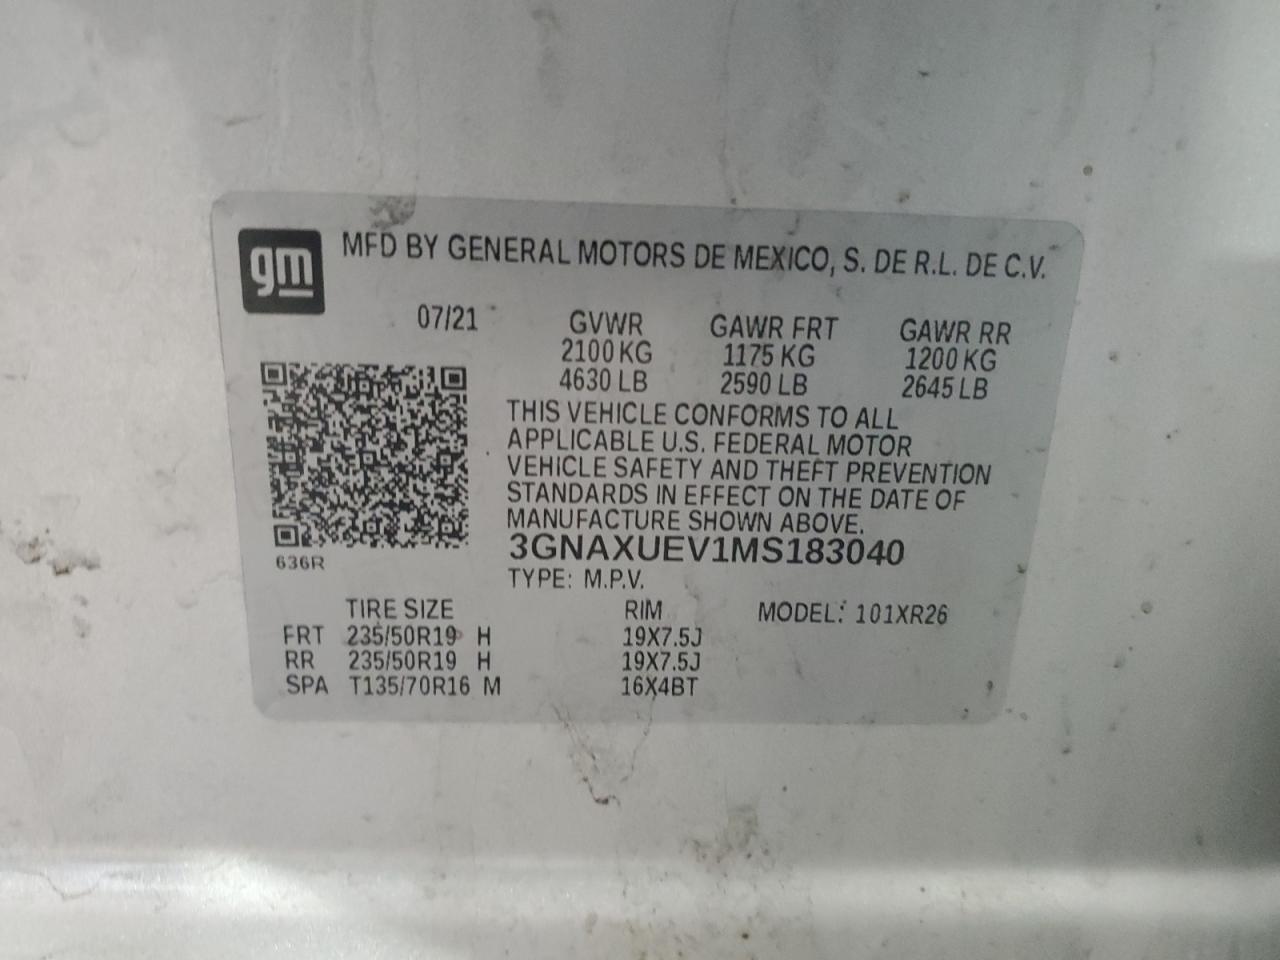 gm
MFD BY GENERAL MOTORS DE MEXICO, S. DE R.L. DE C.V.
07/21 GVWR GAWR FRT GAWR RR
2100 KG 1175 KG 1200 KG
4630 LB 2590 LB 2645 LB
THIS VEHICLE CONFORMS TO ALL
APPLICABLE U.S. FEDERAL MOTOR
VEHICLE SAFETY AND THEFT PREVENTION
STANDARDS IN EFFECT ON THE DATE OF
MANUFACTURE SHOWN ABOVE.
3GNAXUEV1MS183040
636R
TYPE: M.P.V.
TIRE SIZE RIM MODEL: 101XR26
FRT 235/50R19 H 19X7.5J
RR 235/50R19 H 19X7.5J
SPA T135/70R16 M 16X4BT